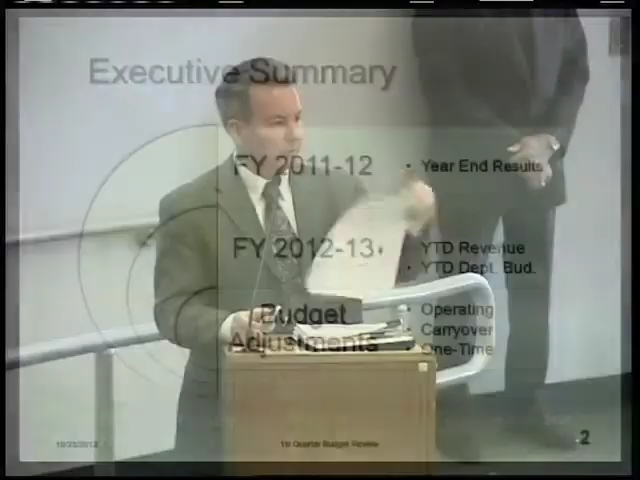 Executive Summary
FY 2011-12
• Year End Results
FY 2012-13
• YTD Revenue
• YTD Dept. Bud.
Budget
Adjustments
• Operating
• Carryover
• One-Time
10/23/2012
1st Quarter Budget Review
2